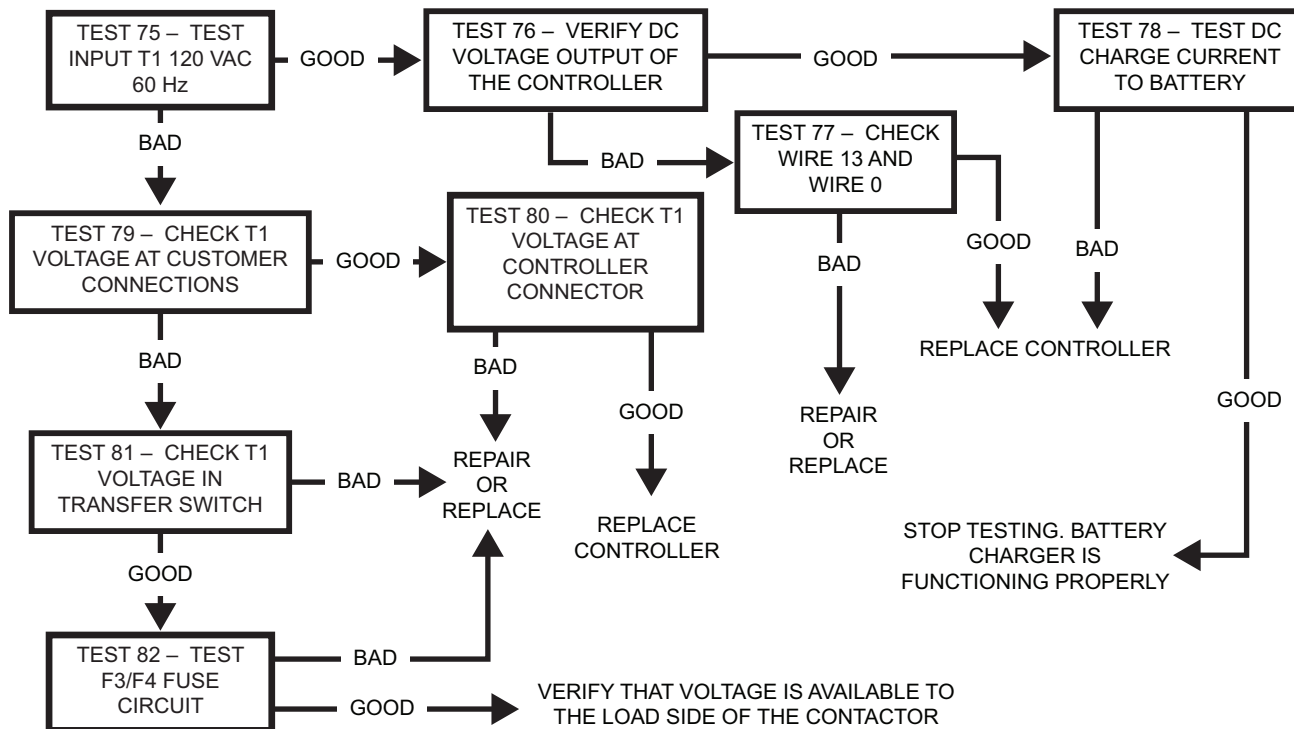 TEST 75 – TEST
INPUT T1 120 VAC
60 Hz
GOOD
TEST 76 – VERIFY DC
VOLTAGE OUTPUT OF
THE CONTROLLER
GOOD
TEST 78 – TEST DC
CHARGE CURRENT
TO BATTERY
BAD
BAD
TEST 77 – CHECK
WIRE 13 AND
WIRE 0
TEST 79 – CHECK T1
VOLTAGE AT CUSTOMER
CONNECTIONS
GOOD
TEST 80 – CHECK T1
VOLTAGE AT
CONTROLLER
CONNECTOR
BAD
GOOD
BAD
REPLACE CONTROLLER
GOOD
BAD
BAD
GOOD
REPAIR
OR
REPLACE
TEST 81 – CHECK T1
VOLTAGE IN
TRANSFER SWITCH
BAD
REPAIR
OR
REPLACE
REPLACE
CONTROLLER
STOP TESTING. BATTERY
CHARGER IS
FUNCTIONING PROPERLY
GOOD
TEST 82 – TEST
F3/F4 FUSE
CIRCUIT
BAD
GOOD
VERIFY THAT VOLTAGE IS AVAILABLE TO
THE LOAD SIDE OF THE CONTACTOR